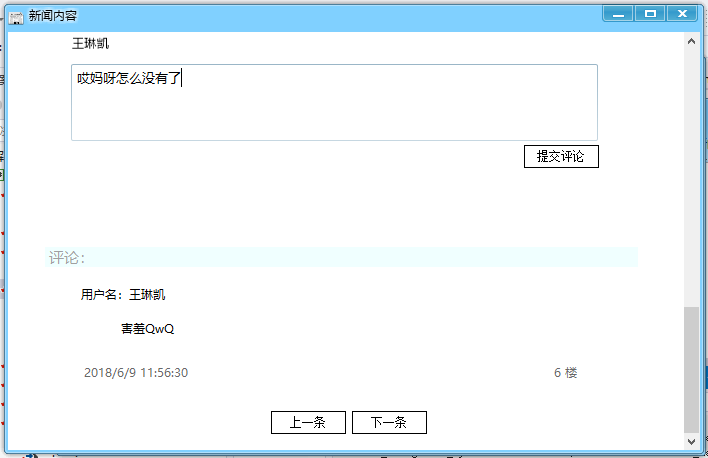 新闻内容
王琳凯
哎妈呀怎么没有了
提交评论
评论：
用户名：王琳凯
害羞QwQ
2018/6/9 11:56:30 6 楼
上一条 下一条